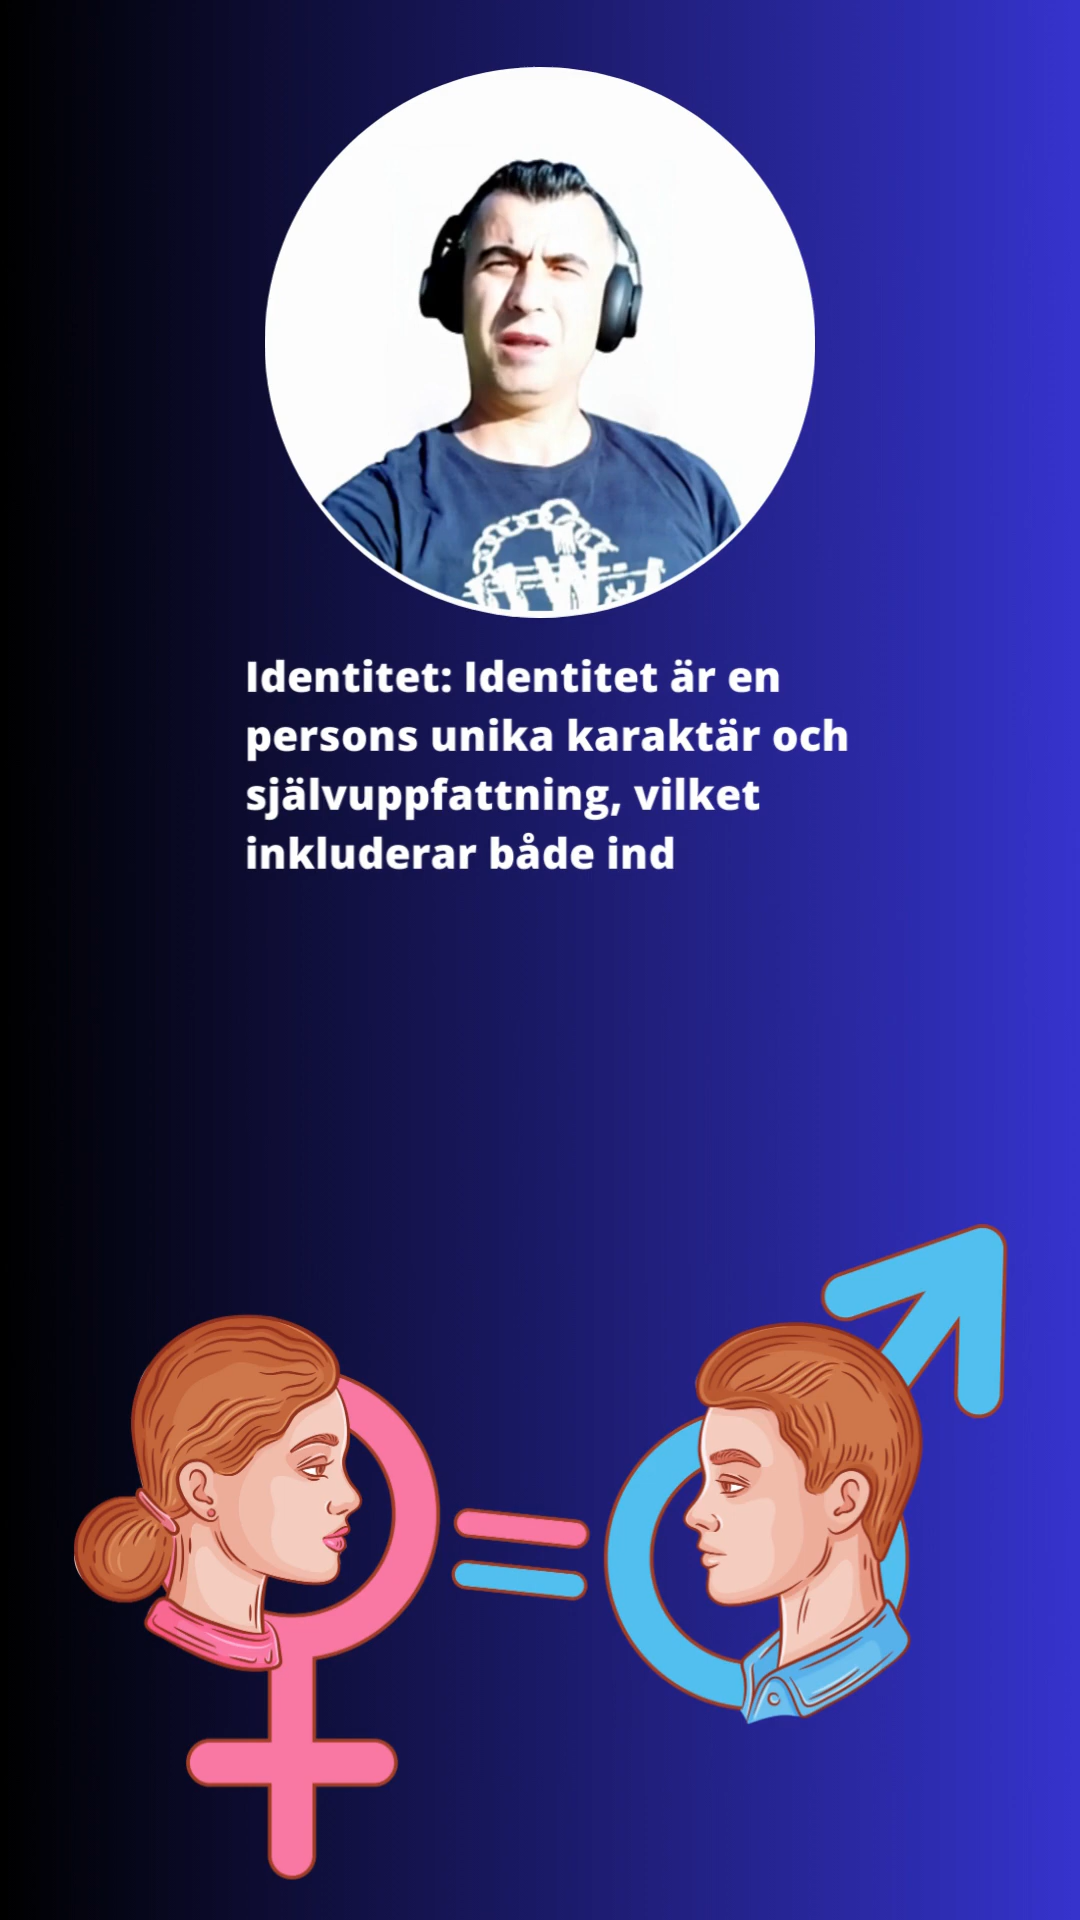 Identitet: Identitet är en
persons unika karaktär och
självuppfattning, vilket
inkluderar både ind